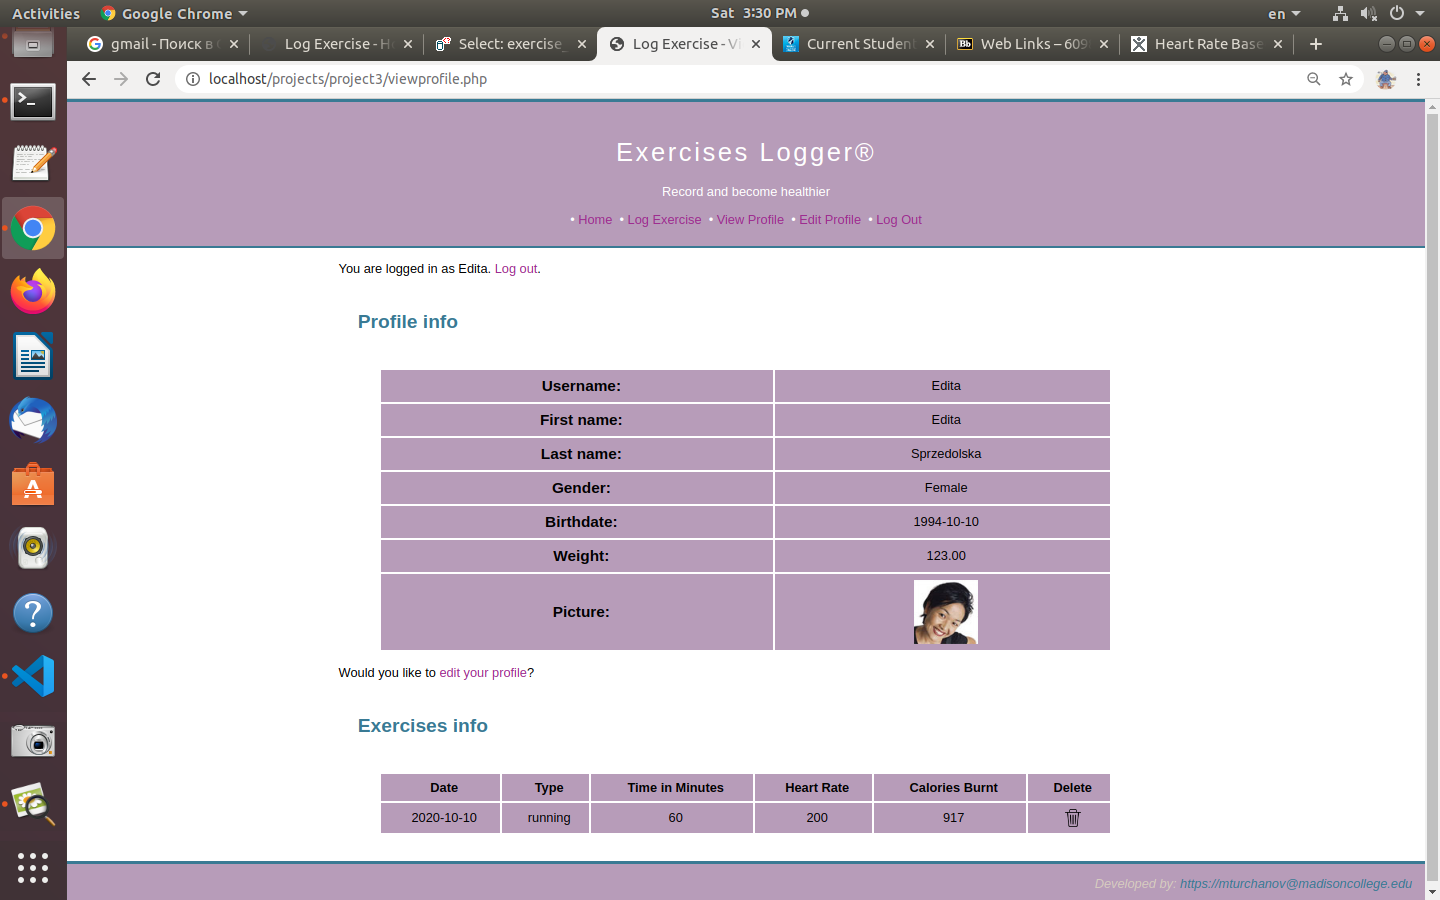 Activities Google Chrome Sat 3:30 PM en
gmail - Поиск в Log Exercise - Select: exercise_ Log Exercise - Vi Current Student Web Links – 609 Heart Rate Base
localhost/projects/project3/viewprofile.php
Exercises Logger®
Record and become healthier
• Home • Log Exercise • View Profile • Edit Profile • Log Out
You are logged in as Edita. Log out.
Profile info
Username: Edita
First name: Edita
Last name: Sprzedolska
Gender: Female
Birthdate: 1994-10-10
Weight: 123.00
Picture:
Would you like to edit your profile?
Exercises info
Date Type Time in Minutes Heart Rate Calories Burnt Delete
2020-10-10 running 60 200 917
Developed by: https://mturchanov@madisoncollege.edu